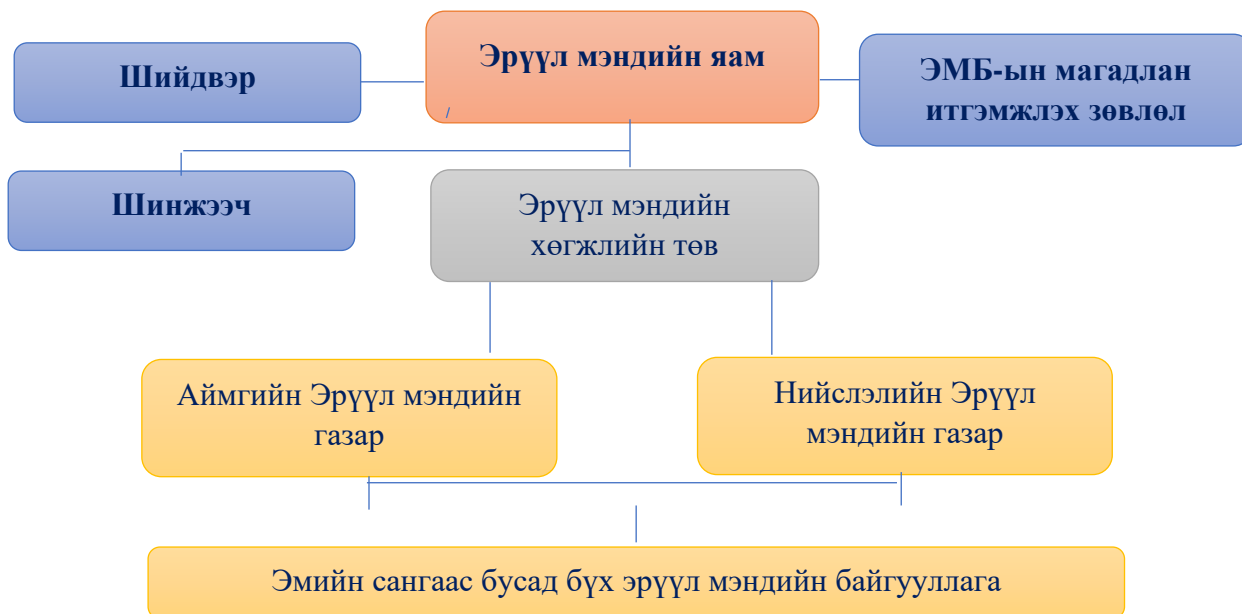 Шийдвэр
Эрүүл мэндийн яам
/
ЭМБ-ын магадлан
итгэмжлэх зөвлөл
Шинжээч
Эрүүл мэндийн
хөгжлийн төв
Аймгийн Эрүүл мэндийн
газар
Нийслэлийн Эрүүл
мэндийн газар
Эмийн сангаас бусад бүх эрүүл мэндийн байгууллага